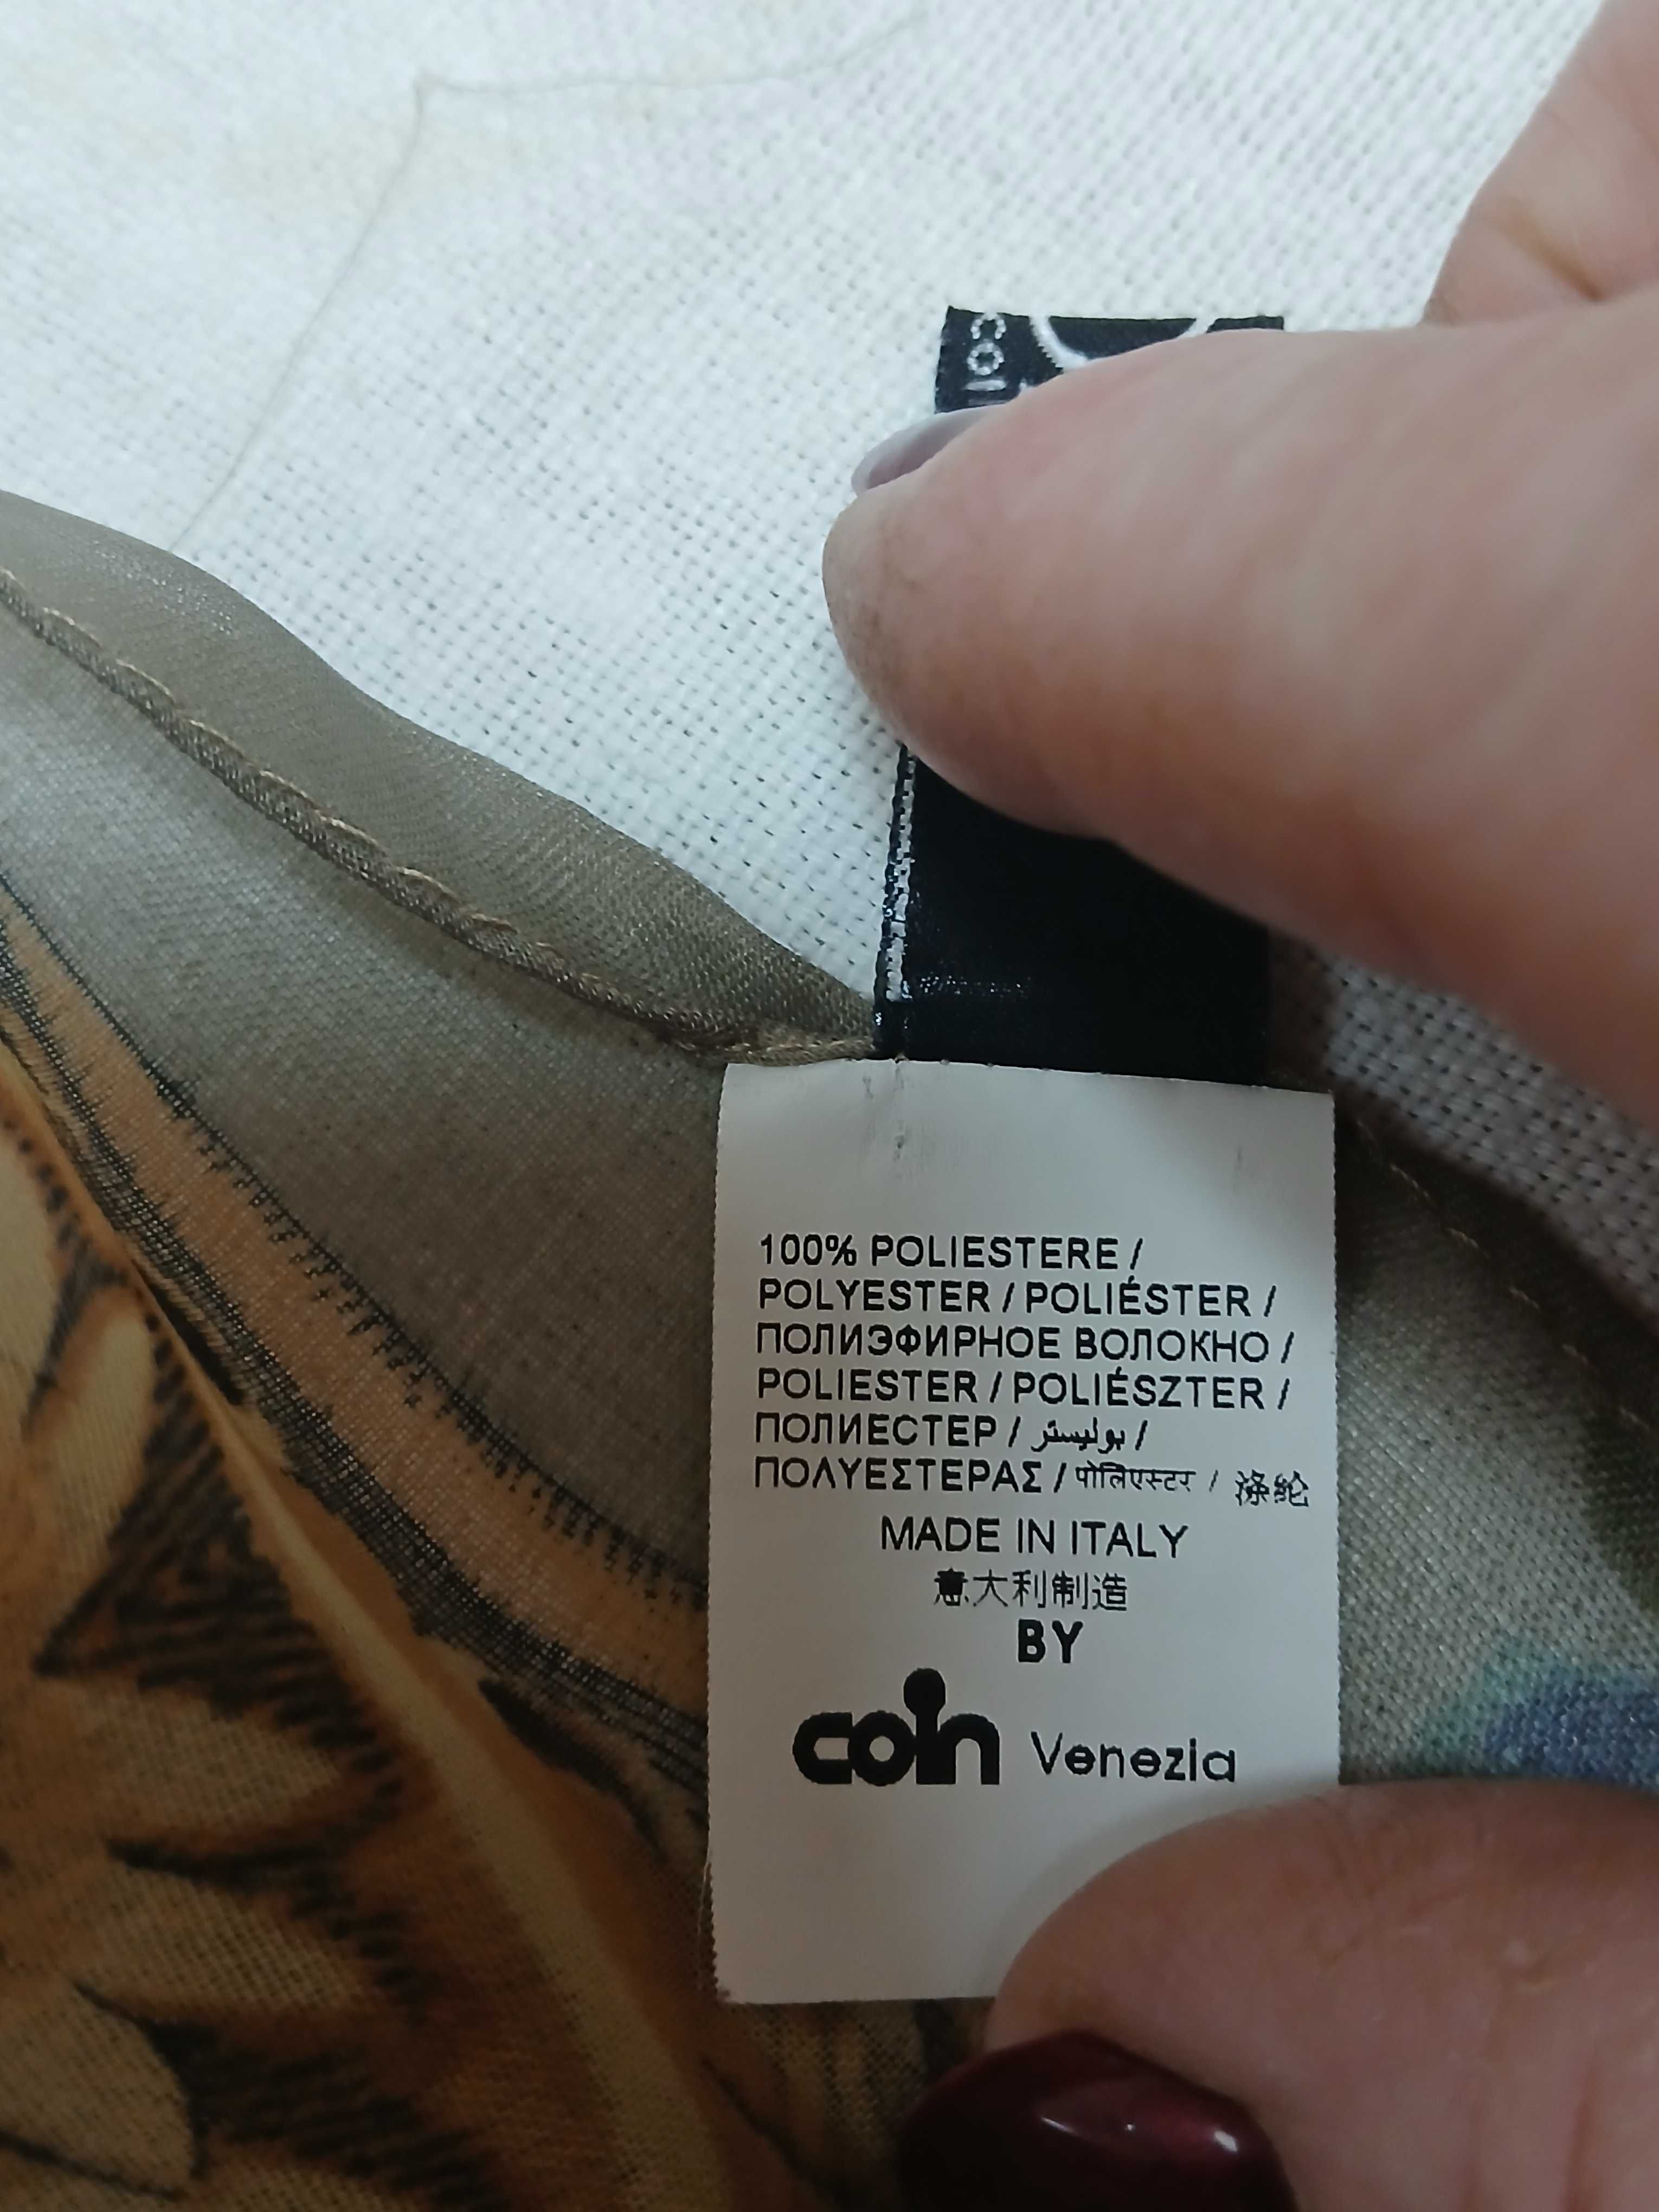 100% POLIESTERE /
POLYESTER / POLIÉSTER /
ПОЛИЭФИРНОЕ ВОЛОКНО /
POLIESTER / POLIÉSZTER /
ПОЛИЕСТЕР / بوليستر /
ΠΟΛΥΕΣΤΕΡΑΣ / पोलिएस्टर / 涤纶
MADE IN ITALY
意大利制造
BY
coin Venezia